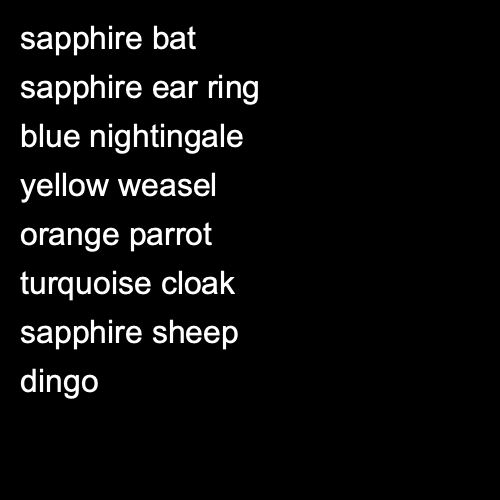 sapphire bat
sapphire ear ring
blue nightingale
yellow weasel
orange parrot
turquoise cloak
sapphire sheep
dingo